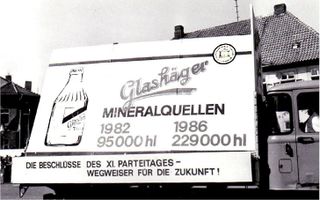 Glashäger
MINERALQUELLEN
1982 1986
95000 hl 229000 hl
DIE BESCHLÜSSE DES XI. PARTEITAGES –
WEGWEISER FÜR DIE ZUKUNFT!